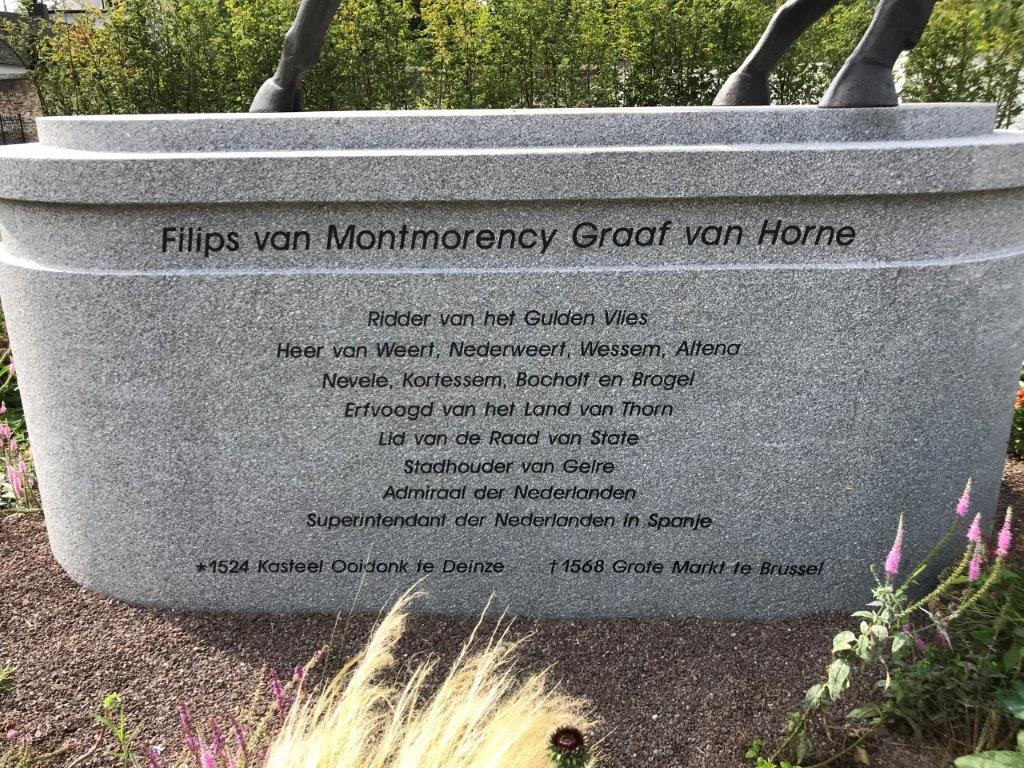 Filips van Montmorency Graaf van Horne
Ridder van het Gulden Vlies
Heer van Weert, Nederweert, Wessem, Altena
Nevele, Kortessem, Bocholt en Brogel
Erfvoogd van het Land van Thorn
Lid van de Raad van State
Stadhouder van Gelre
Admiraal der Nederlanden
Superintendant der Nederlanden in Spanje
★1524 Kasteel Ooidonk te Deinze †1568 Grote Markt te Brussel